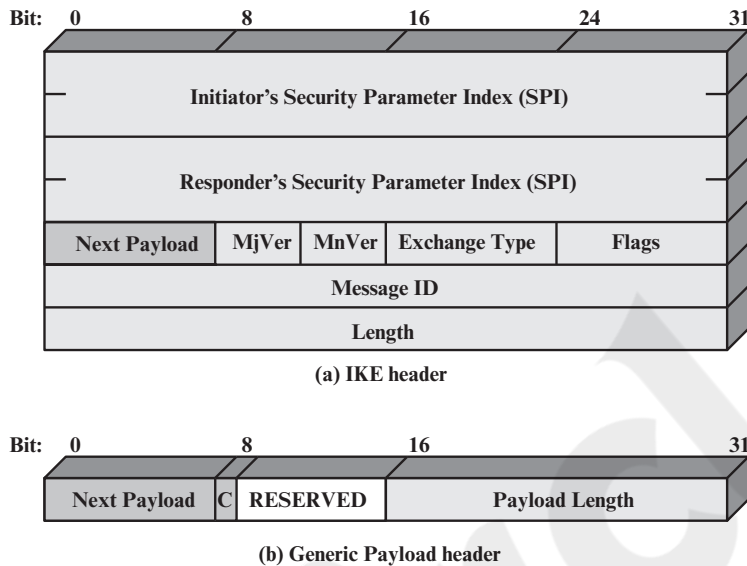 Bit: 0 8 16 24 31
Initiator’s Security Parameter Index (SPI)
Responder’s Security Parameter Index (SPI)
Next Payload MjVer MnVer Exchange Type Flags
Message ID
Length
(a) IKE header
Bit: 0 8 16 31
Next Payload C RESERVED Payload Length
(b) Generic Payload header